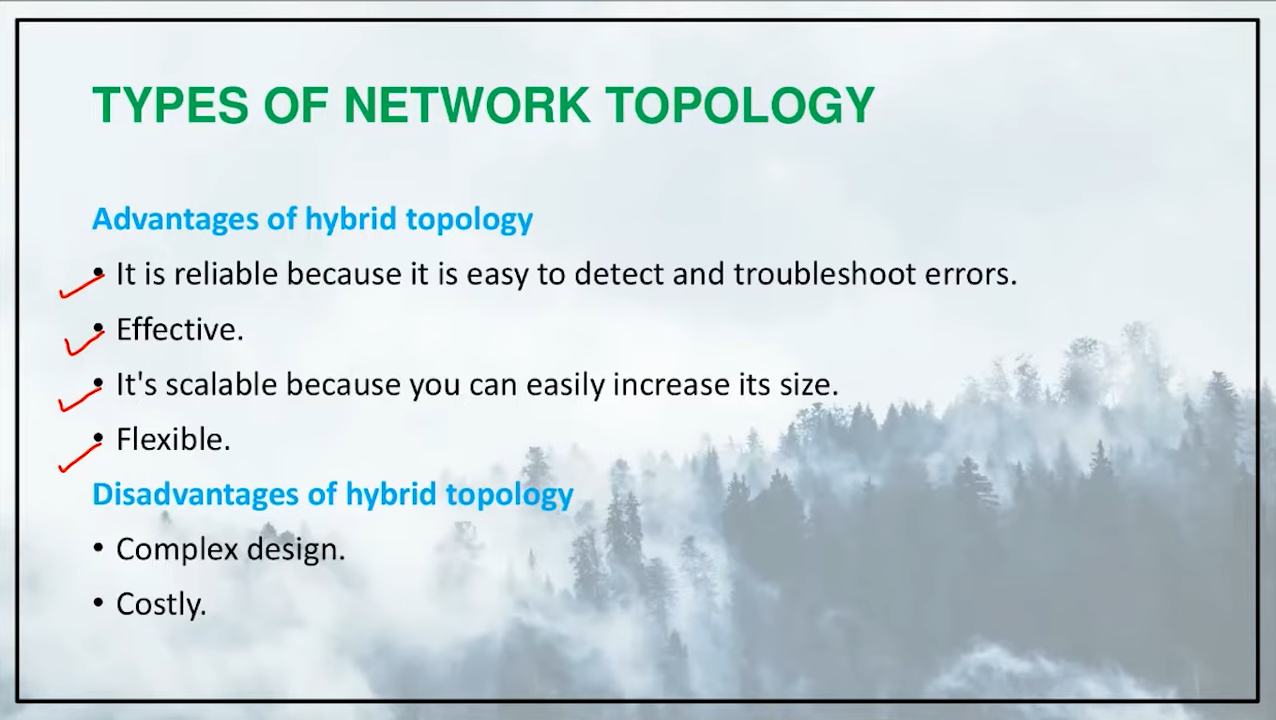 TYPES OF NETWORK TOPOLOGY
Advantages of hybrid topology
• It is reliable because it is easy to detect and troubleshoot errors.
• Effective.
• It's scalable because you can easily increase its size.
• Flexible.
Disadvantages of hybrid topology
• Complex design.
• Costly.